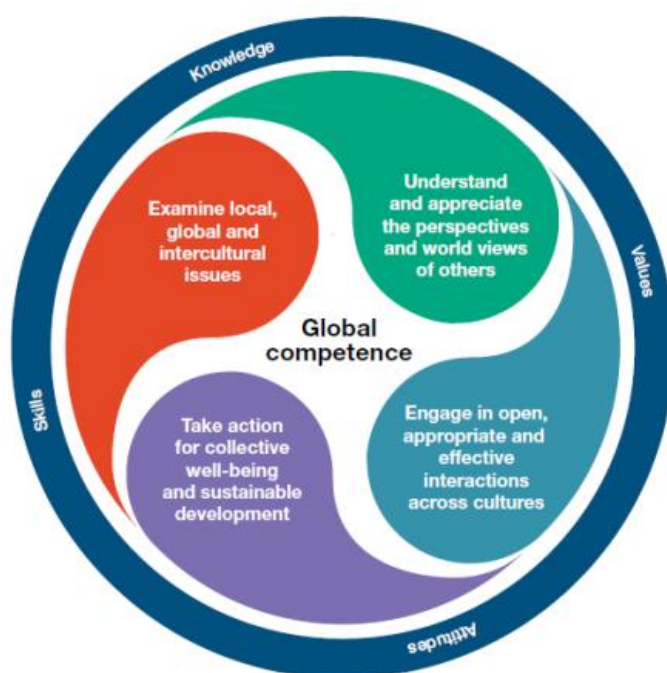 Knowledge
Examine local,
global and
intercultural
issues
Understand
and appreciate
the perspectives
and world views
of others
Values
Global
competence
Skills
Take action
for collective
well-being
and sustainable
development
Engage in open,
appropriate and
effective
interactions
across cultures
Attitudes